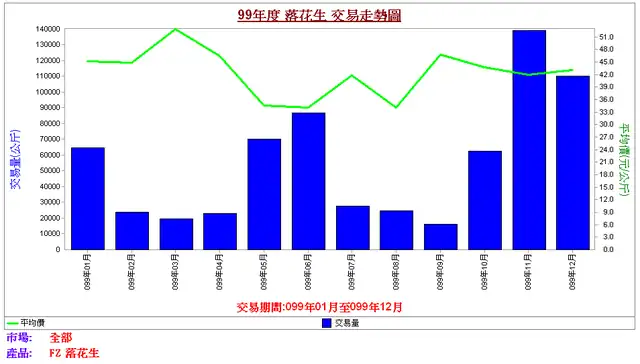 99年度 落花生 交易走勢圖
交易量(公斤)
140000
130000
120000
110000
100000
90000
80000
70000
60000
50000
40000
30000
20000
10000
0
51.0
48.0
45.0
42.0
39.0
36.0
33.0
30.0
27.0
24.0
21.0
18.0
15.0
12.0
9.0
6.0
3.0
0.0
平均價(元/公斤)
099年01月
099年02月
099年03月
099年04月
099年05月
099年06月
099年07月
099年08月
099年09月
099年10月
099年11月
099年12月
交易期間:099年01月至099年12月
平均價 交易量
市場: 全部
產品: FZ 落花生